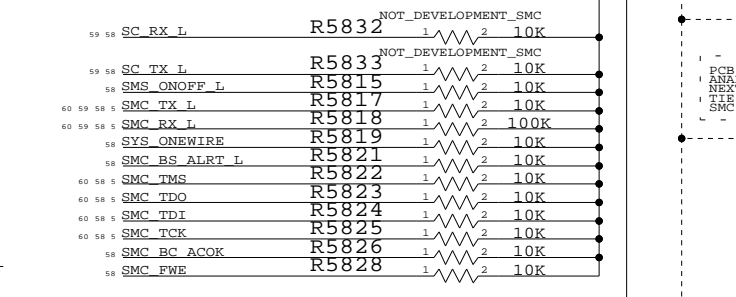 NOT_DEVELOPMENT_SMC
59 58 SC_RX_L R5832 1 2 10K
NOT_DEVELOPMENT_SMC
59 58 SC_TX_L R5833 1 2 10K
58 SMS_ONOFF_L R5815 1 2 10K
60 59 58 5 SMC_TX_L R5817 1 2 10K
60 59 58 5 SMC_RX_L R5818 1 2 100K
58 SYS_ONEWIRE R5819 1 2 10K
58 SMC_BS_ALRT_L R5821 1 2 10K
60 58 5 SMC_TMS R5822 1 2 10K
60 58 5 SMC_TDO R5823 1 2 10K
60 58 5 SMC_TDI R5824 1 2 10K
60 58 5 SMC_TCK R5825 1 2 10K
58 SMC_BC_ACOK R5826 1 2 10K
58 SMC_FWE R5828 1 2 10K
PCB
ANA
NEX
TIE
SMC